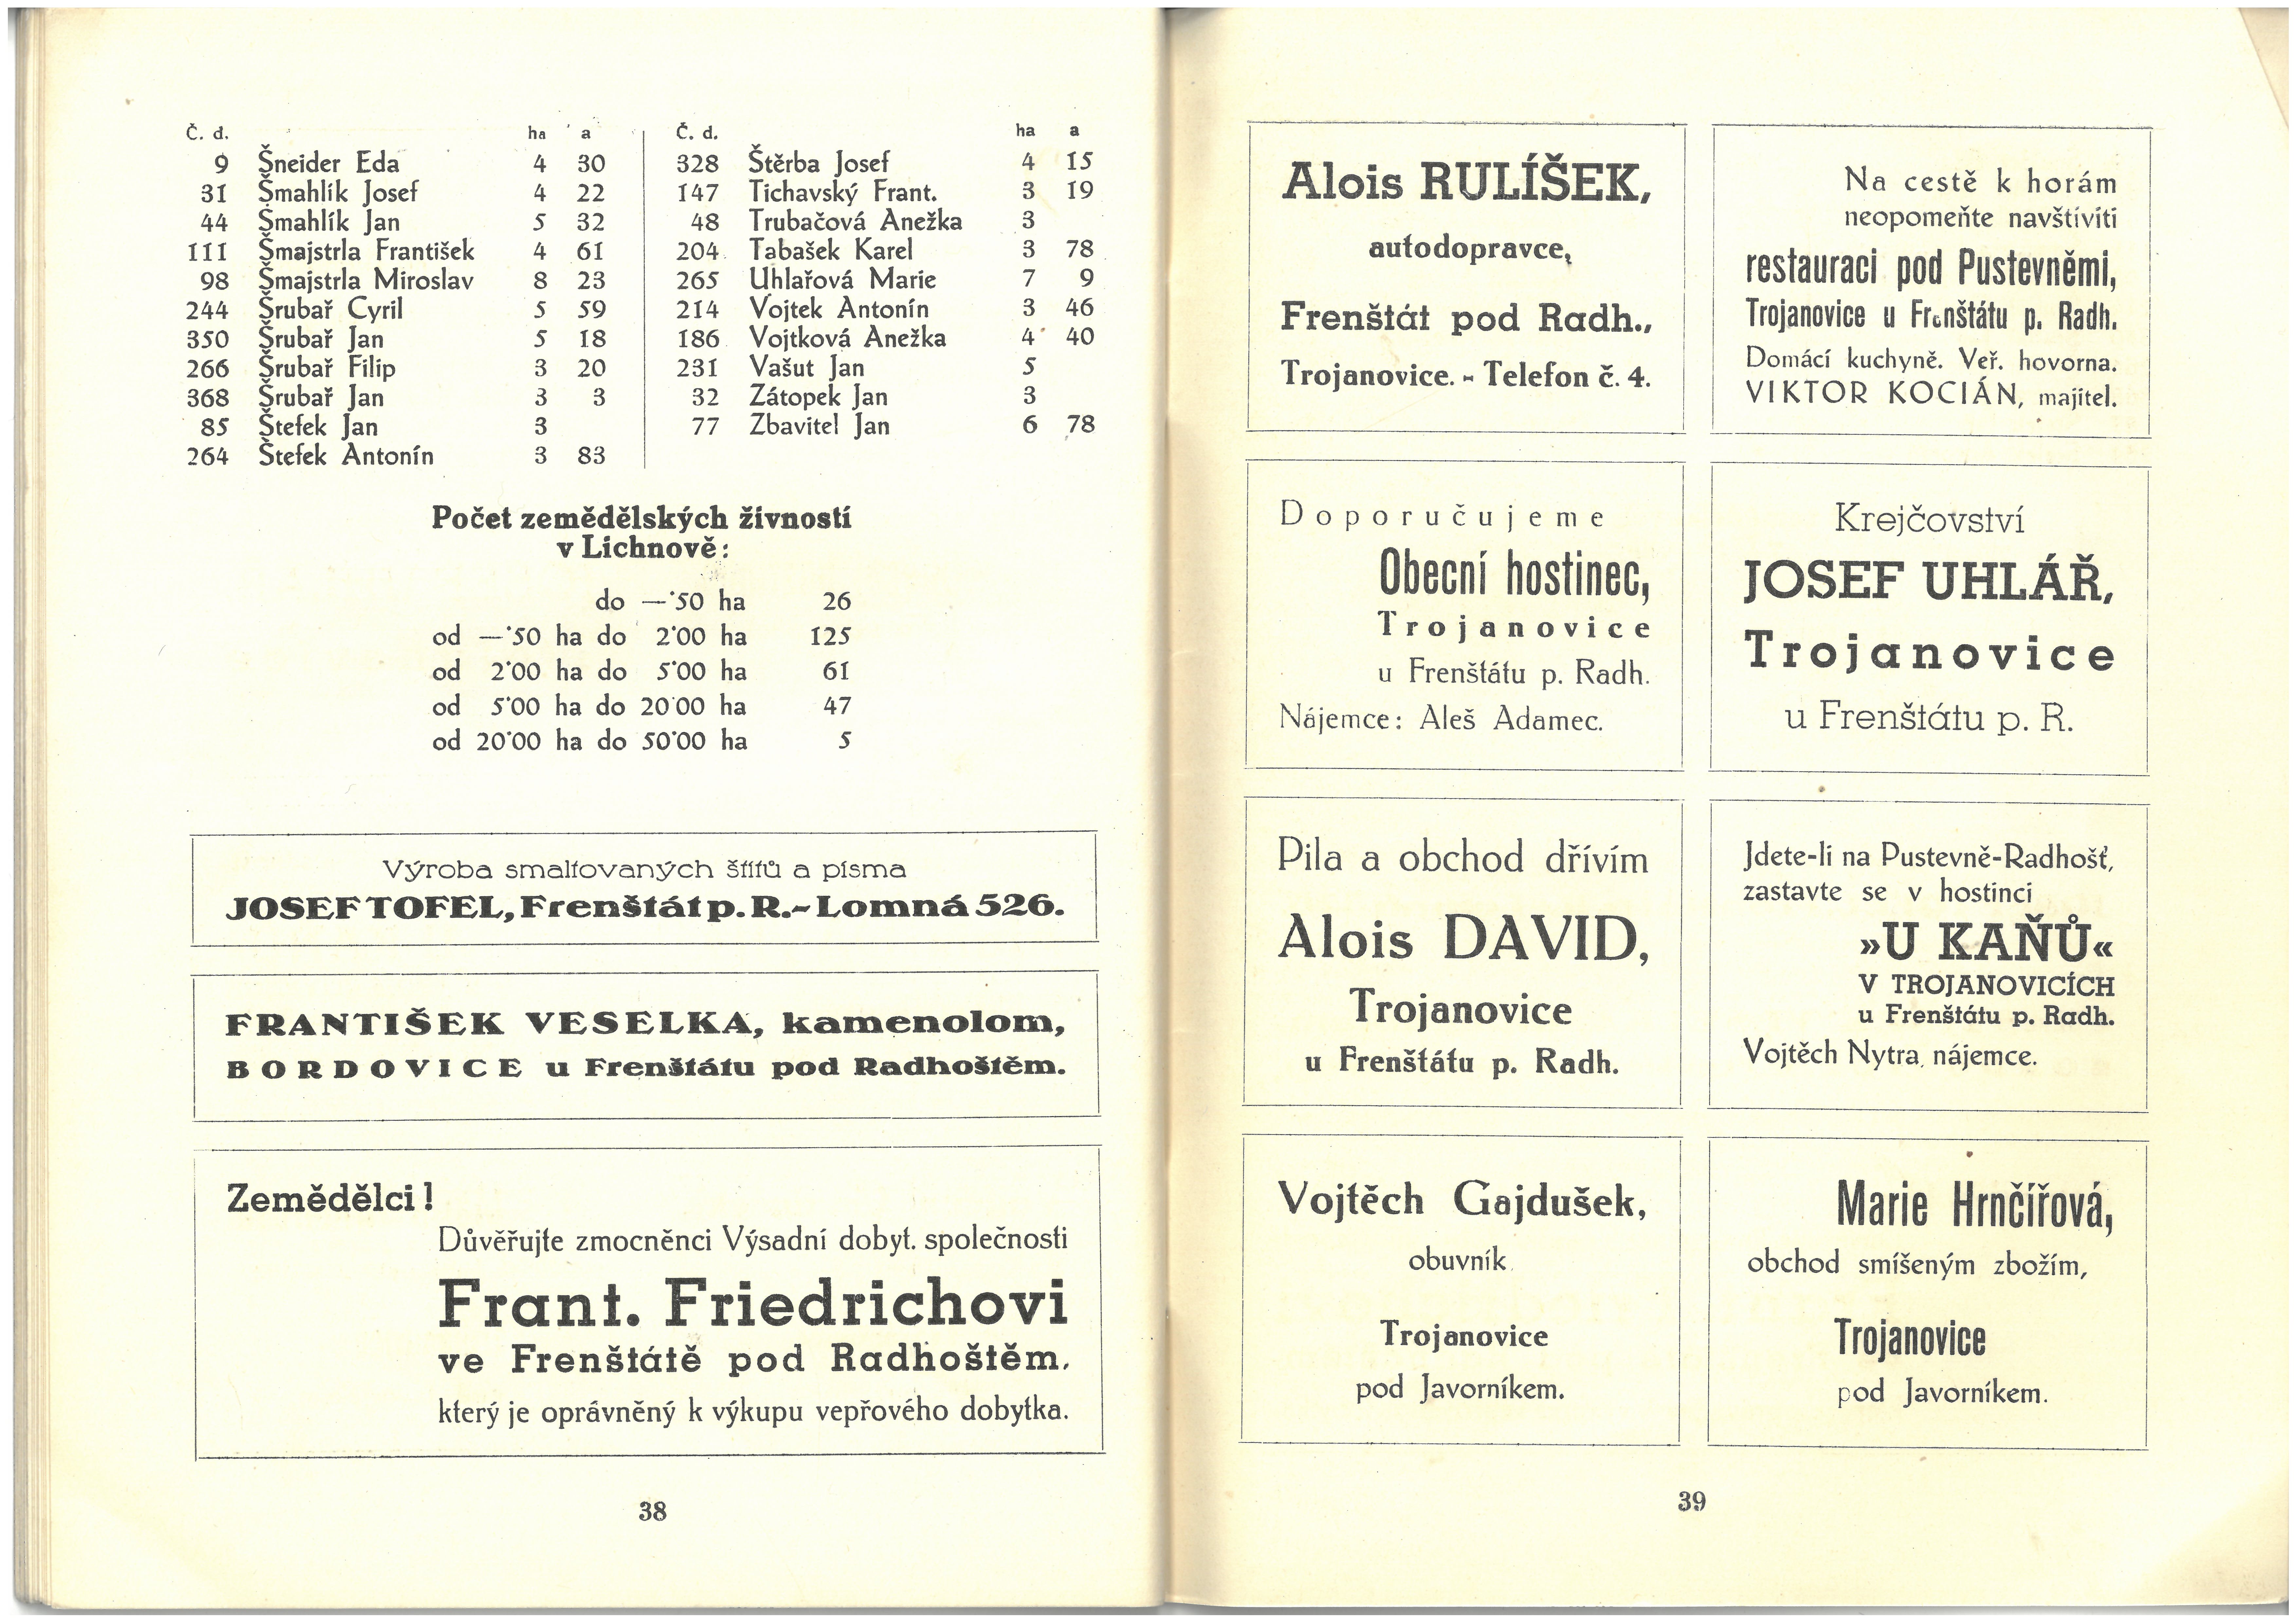 Č. d. ha a
9 Šneider Eda 4 30
31 Šmahlík Josef 4 22
44 Šmahlík Jan 5 32
111 Šmajstrla František 4 61
98 Šmajstrla Miroslav 8 23
244 Šrubař Cyril 5 59
350 Šrubař Jan 5 18
266 Šrubař Filip 3 20
368 Šrubař Jan 3 3
85 Štefek Jan 3
264 Štefek Antonín 3 83
Č. d. ha a
328 Štěrba Josef 4 15
147 Tichavský Frant. 3 19
48 Trubačová Anežka 3
204 Tabašek Karel 3 78
265 Uhlařová Marie 7 9
214 Vojtek Antonín 3 46
186 Vojtková Anežka 4 40
231 Vašut Jan 5
32 Zátopek Jan 3
77 Zbavitel Jan 6 78
Počet zemědělských živností
v Lichnově:
do —˙50 ha 26
od —˙50 ha do 2˙00 ha 125
od 2˙00 ha do 5˙00 ha 61
od 5˙00 ha do 20˙00 ha 47
od 20˙00 ha do 50˙00 ha 5
Výroba smaltovaných štítů a písma
JOSEF TOFEL, Frenštát p. R. - Lomná 526.
FRANTIŠEK VESELKA, kamenolom,
BORDOVICE u Frenštátu pod Radhoštěm.
Zemědělci!
Důvěřujte zmocněnci Výsadní dobyt. společnosti
Frant. Friedrichovi
ve Frenštátě pod Radhoštěm,
který je oprávněný k výkupu vepřového dobytka.
38
Alois RULÍŠEK,
autodopravce,
Frenštát pod Radh.,
Trojanovice. - Telefon č. 4.
Na cestě k horám
neopomeňte navštíviti
restauraci pod Pustevněmi,
Trojanovice u Frenštátu p. Radh.
Domácí kuchyně. Veř. hovorna.
VIKTOR KOCIÁN, majitel.
Doporučujeme
Obecní hostinec,
Trojanovice
u Frenštátu p. Radh.
Nájemce: Aleš Adamec.
Krejčovství
JOSEF UHLÁŘ,
Trojanovice
u Frenštátu p. R.
Pila a obchod dřívím
Alois DAVID,
Trojanovice
u Frenštátu p. Radh.
Jdete-li na Pustevně-Radhošť,
zastavte se v hostinci
»U KAŇŮ«
V TROJANOVICÍCH
u Frenštátu p. Radh.
Vojtěch Nytra, nájemce.
Vojtěch Gajdušek,
obuvník
Trojanovice
pod Javorníkem.
Marie Hrnčířová,
obchod smíšeným zbožím,
Trojanovice
pod Javorníkem.
39